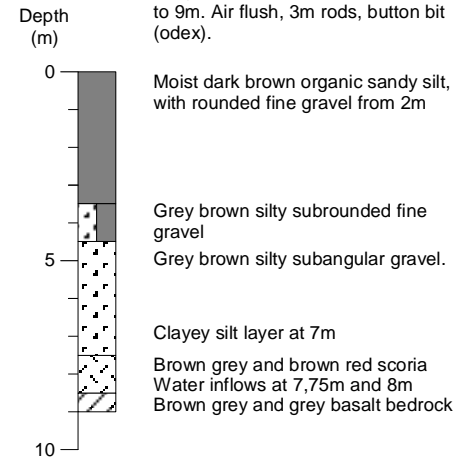 to 9m. Air flush, 3m rods, button bit
(odex).
Depth
(m)
0
Moist dark brown organic sandy silt,
with rounded fine gravel from 2m
Grey brown silty subrounded fine
gravel
5
Grey brown silty subangular gravel.
Clayey silt layer at 7m
Brown grey and brown red scoria
Water inflows at 7,75m and 8m
Brown grey and grey basalt bedrock
10